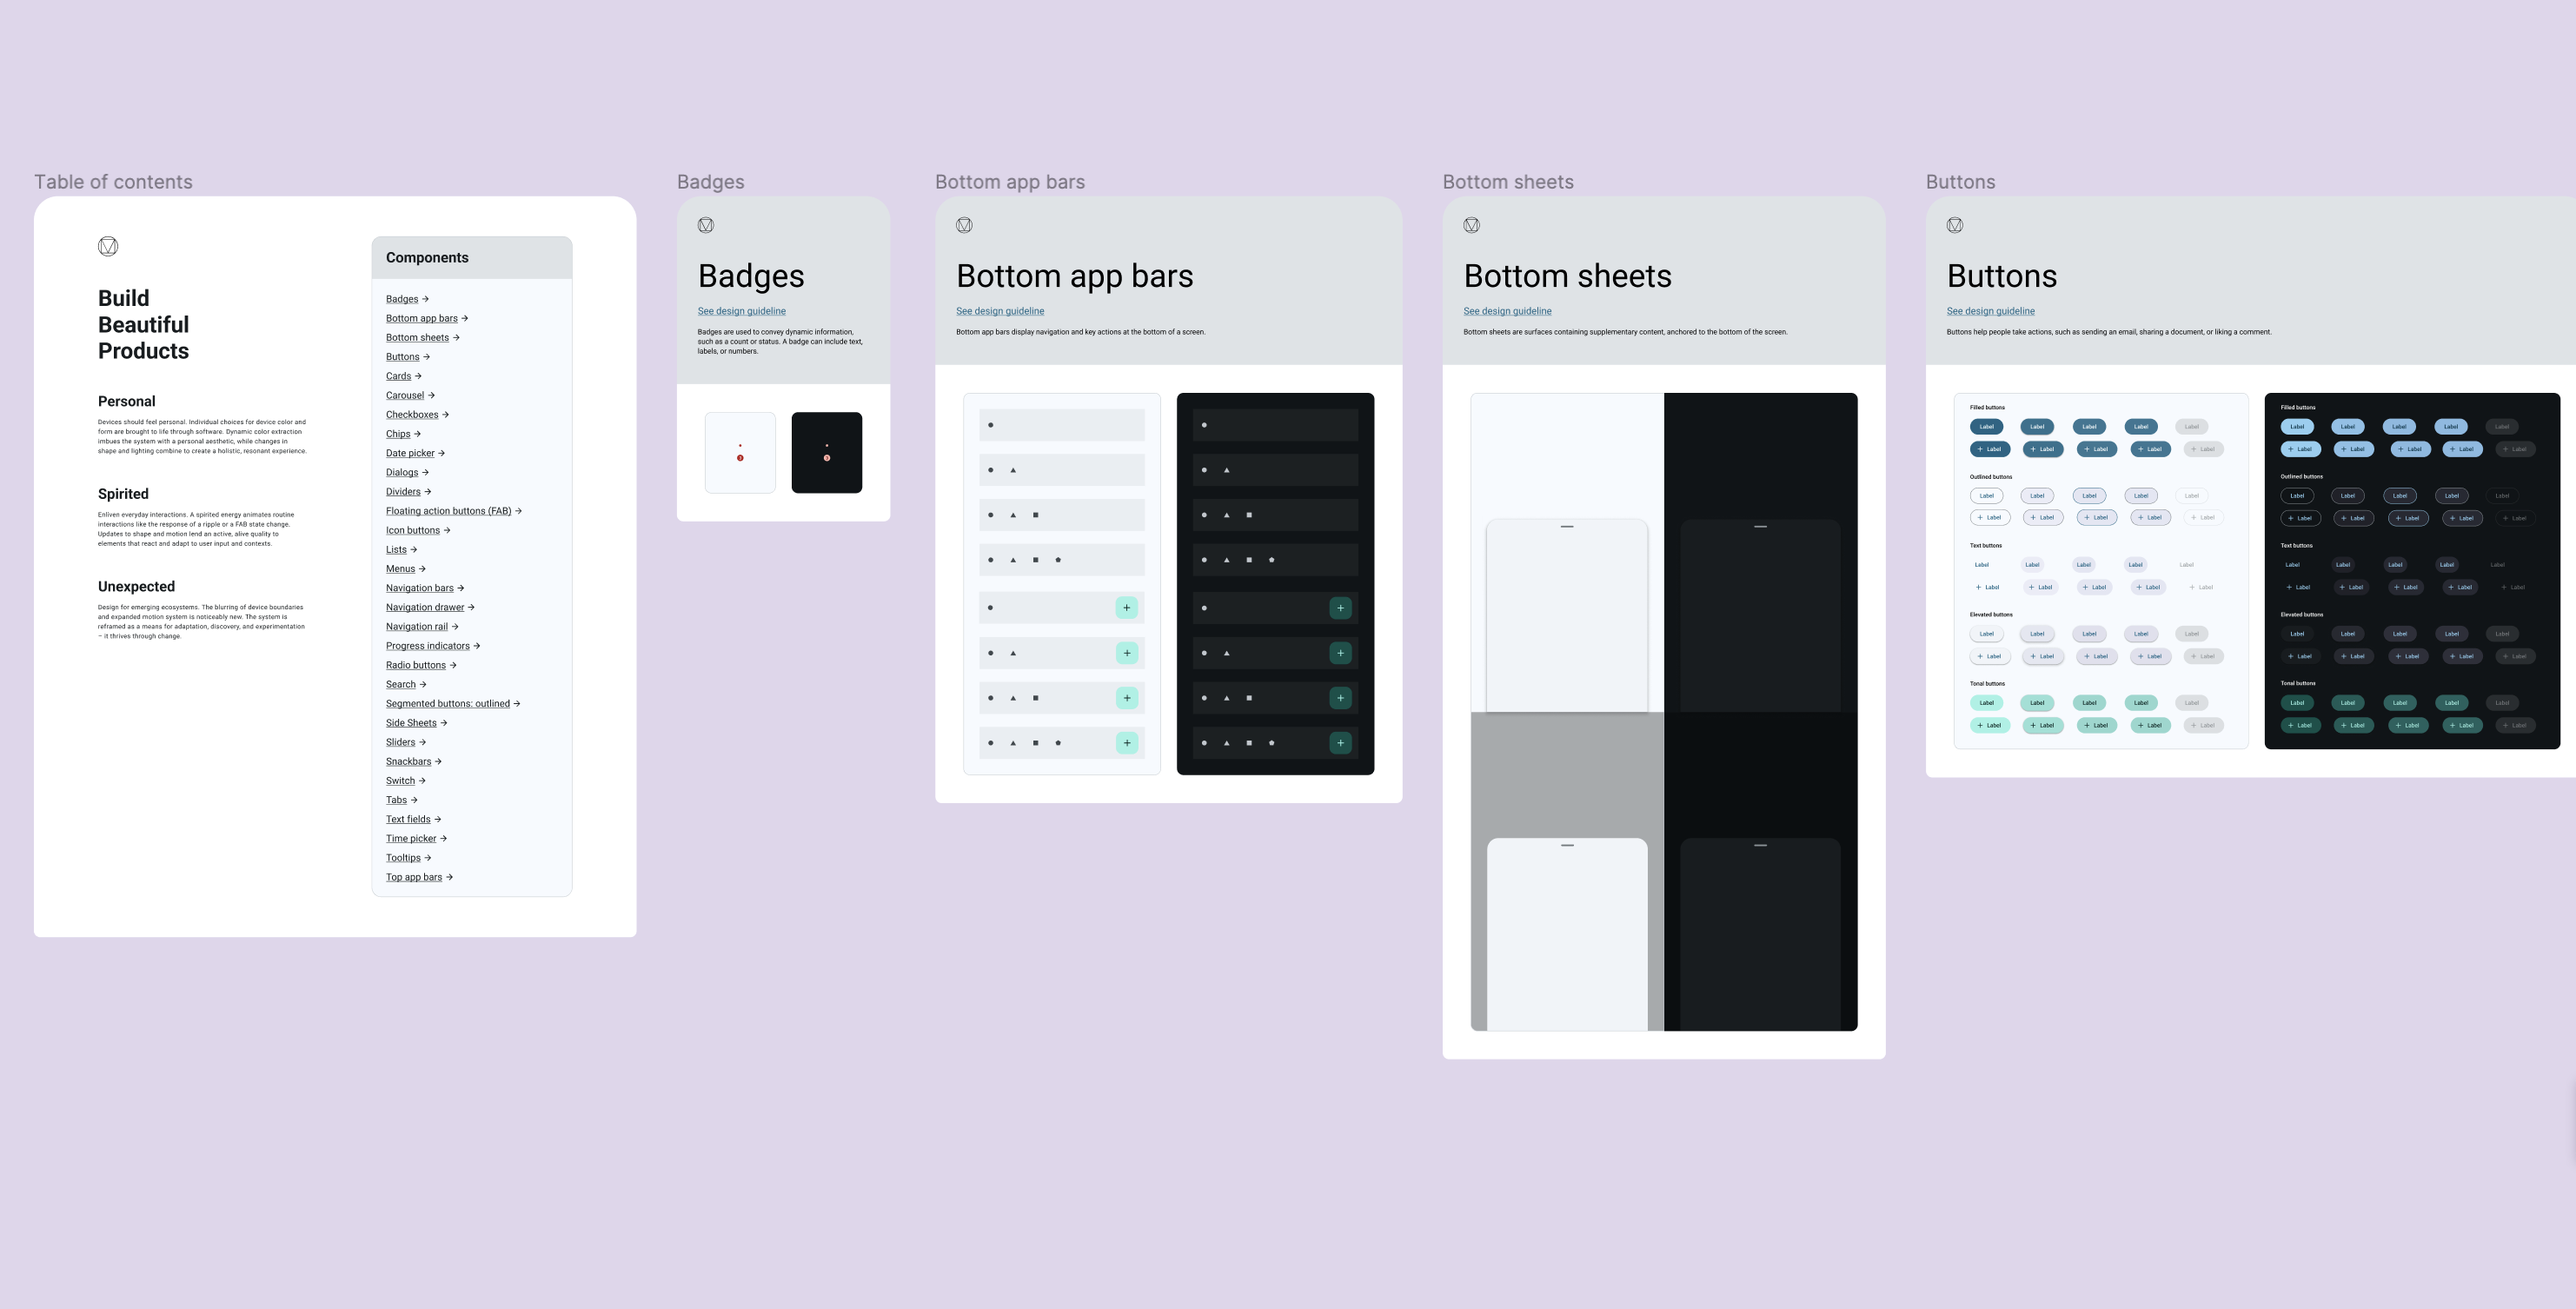 Table of contents
Build
Beautiful
Products
Personal
Devices should feel personal. Individual choices for device color and
form are brought to life through software. Dynamic color extraction
imbues the system with a personal aesthetic, while changes in
shape and lighting combine to create a holistic, resonant experience.
Spirited
Enliven everyday interactions. A spirited energy animates routine
interactions like the response of a ripple or a FAB state change.
Updates to shape and motion lend an active, alive quality to
elements that react and adapt to user input and contexts.
Unexpected
Design for emerging ecosystems. The blurring of device boundaries
and expanded motion system is noticeably new. The system is
reframed as a means for adaptation, discovery, and experimentation
– it thrives through change.
Components
Badges →
Bottom app bars →
Bottom sheets →
Buttons →
Cards →
Carousel →
Checkboxes →
Chips →
Date picker →
Dialogs →
Dividers →
Floating action buttons (FAB) →
Icon buttons →
Lists →
Menus →
Navigation bars →
Navigation drawer →
Navigation rail →
Progress indicators →
Radio buttons →
Search →
Segmented buttons: outlined →
Side Sheets →
Sliders →
Snackbars →
Switch →
Tabs →
Text fields →
Time picker →
Tooltips →
Top app bars →
Badges
Badges
See design guideline
Badges are used to convey dynamic information,
such as a count or status. A badge can include text,
labels, or numbers.
Bottom app bars
Bottom app bars
See design guideline
Bottom app bars display navigation and key actions at the bottom of a screen.
Bottom sheets
Bottom sheets
See design guideline
Bottom sheets are surfaces containing supplementary content, anchored to the bottom of the screen.
Buttons
Buttons
See design guideline
Buttons help people take actions, such as sending an email, sharing a document, or liking a comment.
Filled buttons
Label Label Label Label Label
+ Label + Label + Label + Label + Label
Outlined buttons
Label Label Label Label Label
+ Label + Label + Label + Label + Label
Text buttons
Label Label Label Label Label
+ Label + Label + Label + Label + Label
Elevated buttons
Label Label Label Label Label
+ Label + Label + Label + Label + Label
Tonal buttons
Label Label Label Label Label
+ Label + Label + Label + Label + Label
Filled buttons
Label Label Label Label Label
+ Label + Label + Label + Label + Label
Outlined buttons
Label Label Label Label Label
+ Label + Label + Label + Label + Label
Text buttons
Label Label Label Label Label
+ Label + Label + Label + Label + Label
Elevated buttons
Label Label Label Label Label
+ Label + Label + Label + Label + Label
Tonal buttons
Label Label Label Label Label
+ Label + Label + Label + Label + Label